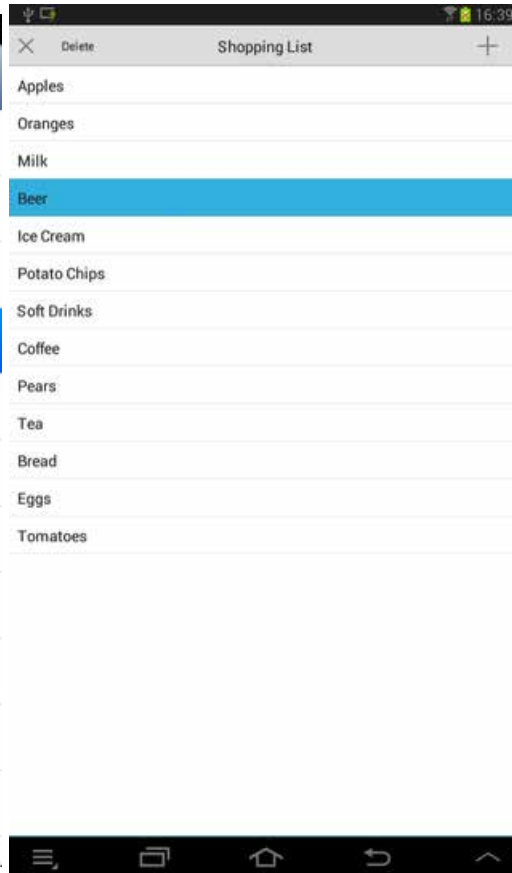 16:39
Delete Shopping List
Apples
Oranges
Milk
Beer
Ice Cream
Potato Chips
Soft Drinks
Coffee
Pears
Tea
Bread
Eggs
Tomatoes